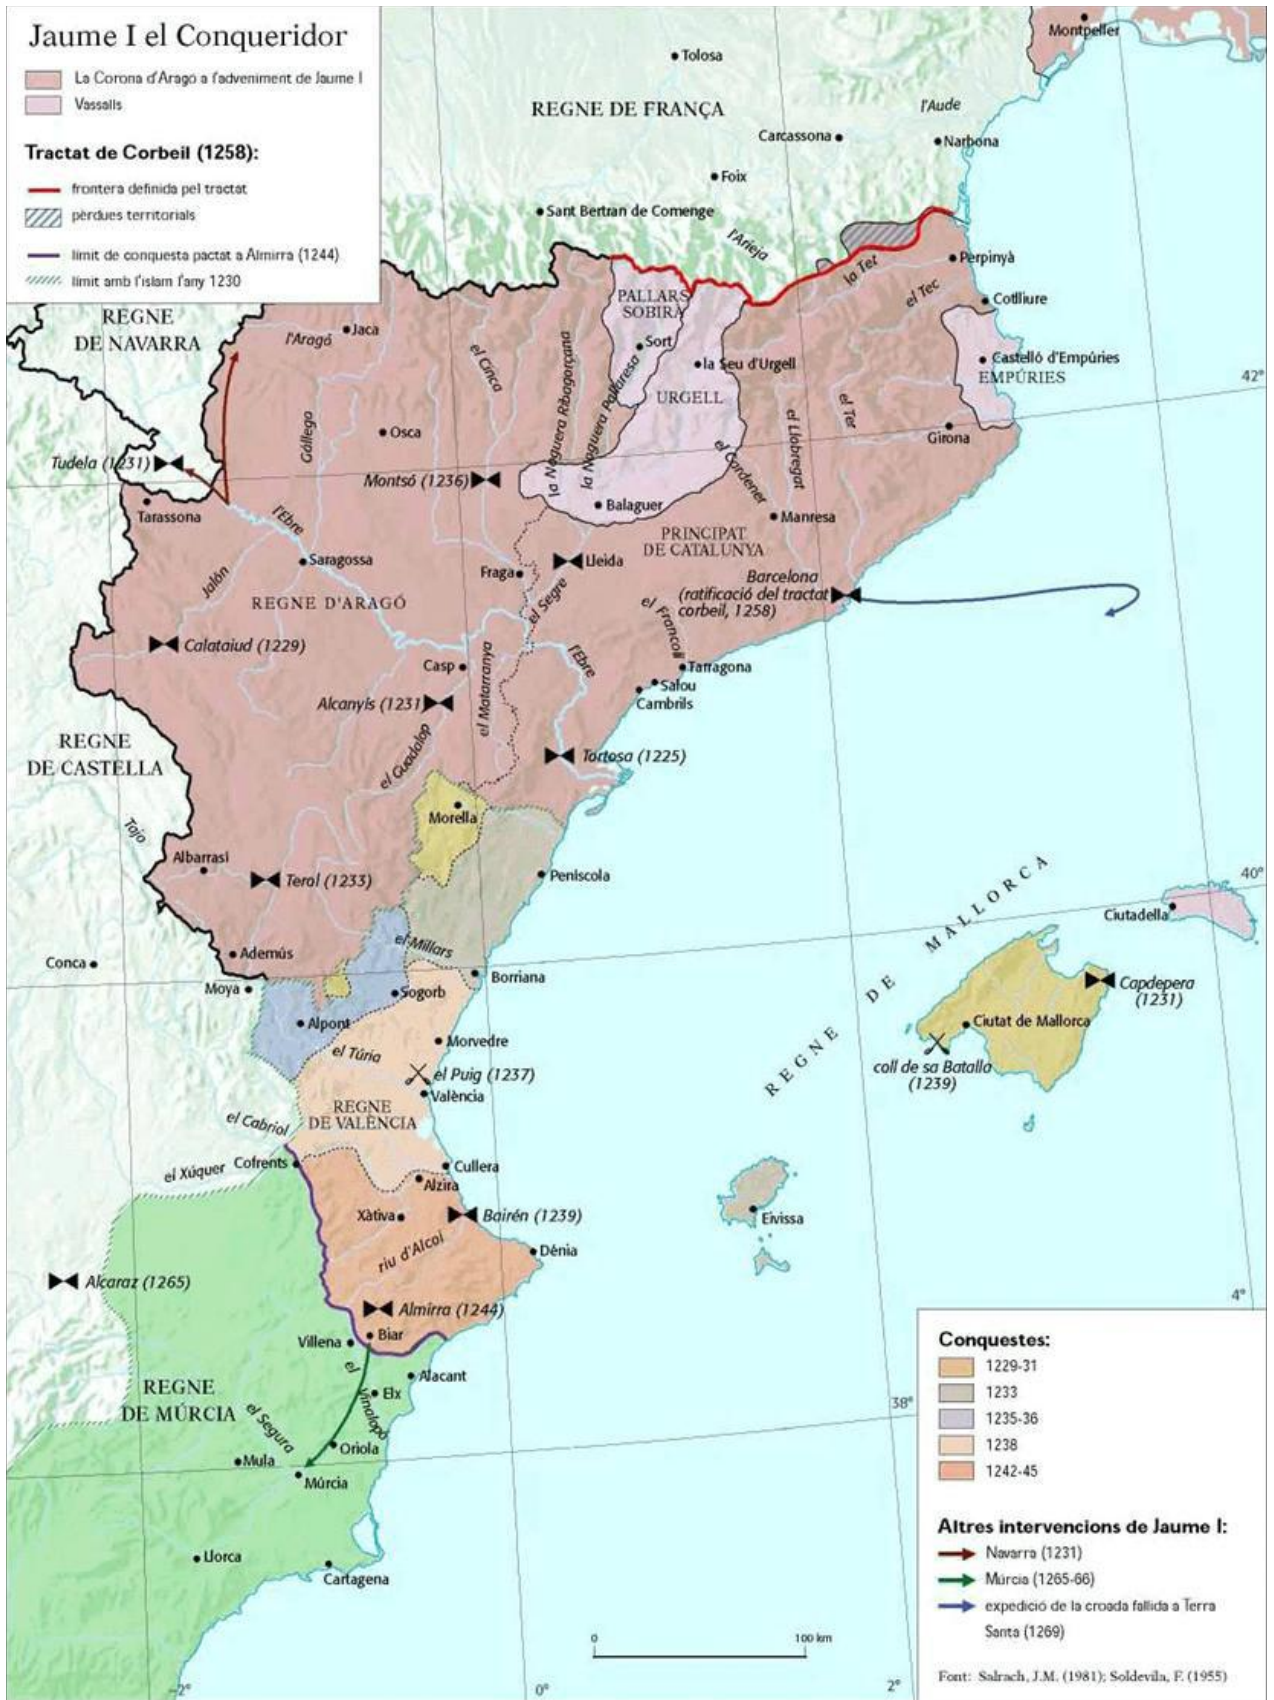 Jaume I el Conqueridor
La Corona d'Aragó a l'adveniment de Jaume I
Vassalls
Tractat de Corbeil (1258):
frontera definida pel tractat
pèrdues territorials
límit de conquesta pactat a Almirra (1244)
límit amb l'islam l'any 1230
Montpeller
Tolosa
REGNE DE FRANÇA
l'Aude
Carcassona
Narbona
Foix
Sant Bertran de Comenge
l'Arieja
la Tet
Perpinyà
el Tec
Cotlliure
REGNE
DE NAVARRA
PALLARS
SOBIRÀ
l'Aragó
Jaca
Sort
el Cinca
la Seu d'Urgell
Castelló d'Empúries
EMPÚRIES
42°
la Noguera Ribagorçana
la Noguera Pallaresa
URGELL
el Llobregat
el Ter
Gállego
Osca
Girona
el Cardener
Tudela (1231)
Montsó (1236)
Balaguer
Tarassona
l'Ebre
Manresa
PRINCIPAT
DE CATALUNYA
Saragossa
Lleida
Fraga
Jalón
REGNE D'ARAGÓ
el Segre
Barcelona
(ratificació del tractat
corbeil, 1258)
el Francolí
Calataiud (1229)
Casp
el Matarranya
l'Ebre
Tarragona
Salou
Cambrils
Alcanyís (1231
REGNE
DE CASTELLA
el Guadalop
Tortosa (1225)
Morella
Tajo
Albarrasí
Terol (1233)
Peníscola
40°
Ciutadella
REGNE DE MALLORCA
el Millars
Ademús
Conca
Moya
Borriana
Sogorb
Capdepera
(1231)
Alpont
Ciutat de Mallorca
el Túria
Morvedre
coll de sa Batalla
(1239)
el Puig (1237)
València
REGNE
DE VALÈNCIA
el Cabriol
el Xúquer
Cofrents
Cullera
Alzira
Xàtiva
Bairén (1239)
Eivissa
riu d'Alcoi
Dénia
Alcaraz (1265)
4°
Almirra (1244)
Villena
Biar
el Vinalopó
Alacant
REGNE
DE MÚRCIA
Elx
38°
el Segura
Oriola
Mula
Múrcia
Llorca
Cartagena
Conquestes:
1229-31
1233
1235-36
1238
1242-45
Altres intervencions de Jaume I:
Navarra (1231)
Múrcia (1265-66)
expedició de la croada fallida a Terra
Santa (1269)
Font: Salrach, J.M. (1981); Soldevila, F. (1955)
0
100 km
-2°
0°
2°